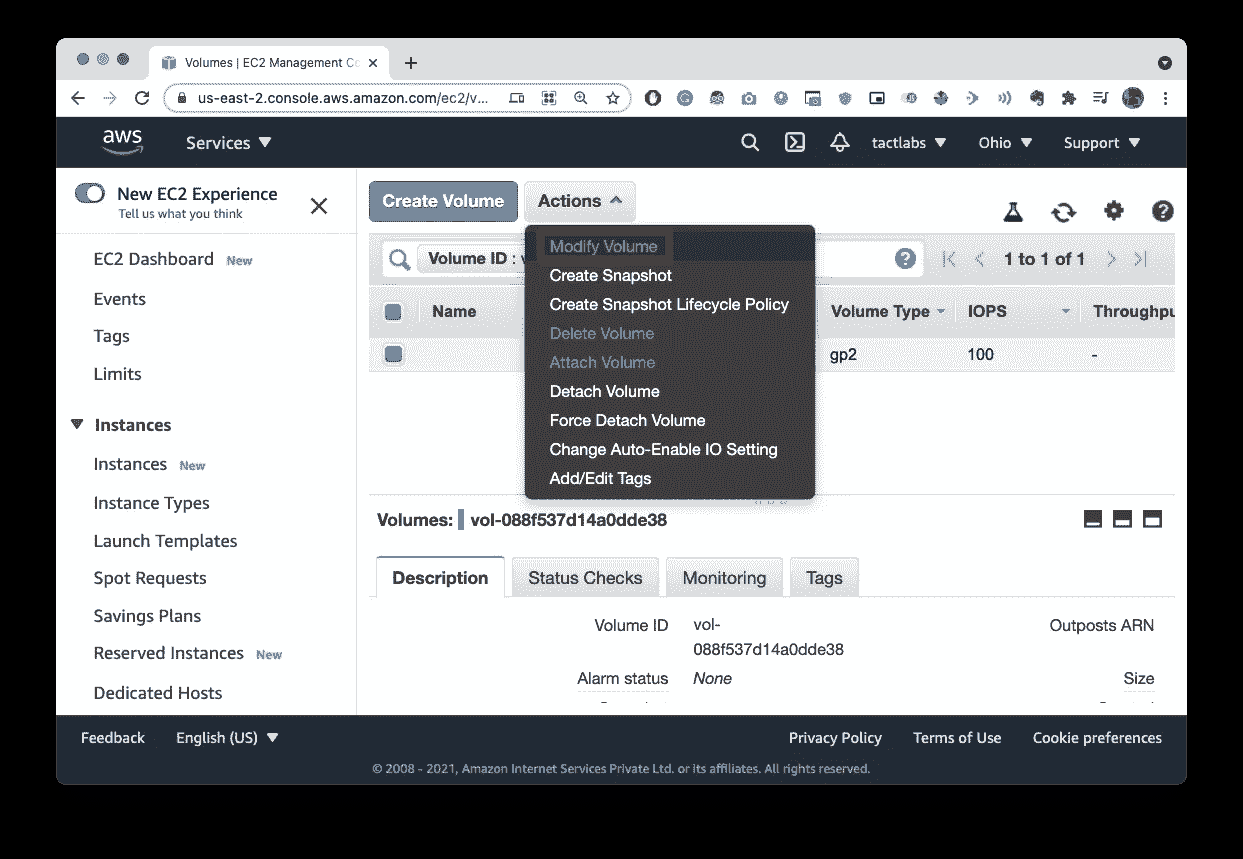 Volumes | EC2 Management Co
us-east-2.console.aws.amazon.com/ec2/v...
aws
Services
tactlabs
Ohio
Support
New EC2 Experience
Tell us what you think
EC2 Dashboard New
Events
Tags
Limits
Instances
Instances New
Instance Types
Launch Templates
Spot Requests
Savings Plans
Reserved Instances New
Dedicated Hosts
Create Volume
Actions
Modify Volume
Create Snapshot
Create Snapshot Lifecycle Policy
Delete Volume
Attach Volume
Detach Volume
Force Detach Volume
Change Auto-Enable IO Setting
Add/Edit Tags
Volume ID : v
1 to 1 of 1
Name
Volume Type
IOPS
Throughpu
gp2
100
-
Volumes: vol-088f537d14a0dde38
Description
Status Checks
Monitoring
Tags
Volume ID
vol-
088f537d14a0dde38
Outposts ARN
Alarm status
None
Size
Feedback
English (US)
Privacy Policy
Terms of Use
Cookie preferences
© 2008 - 2021, Amazon Internet Services Private Ltd. or its affiliates. All rights reserved.